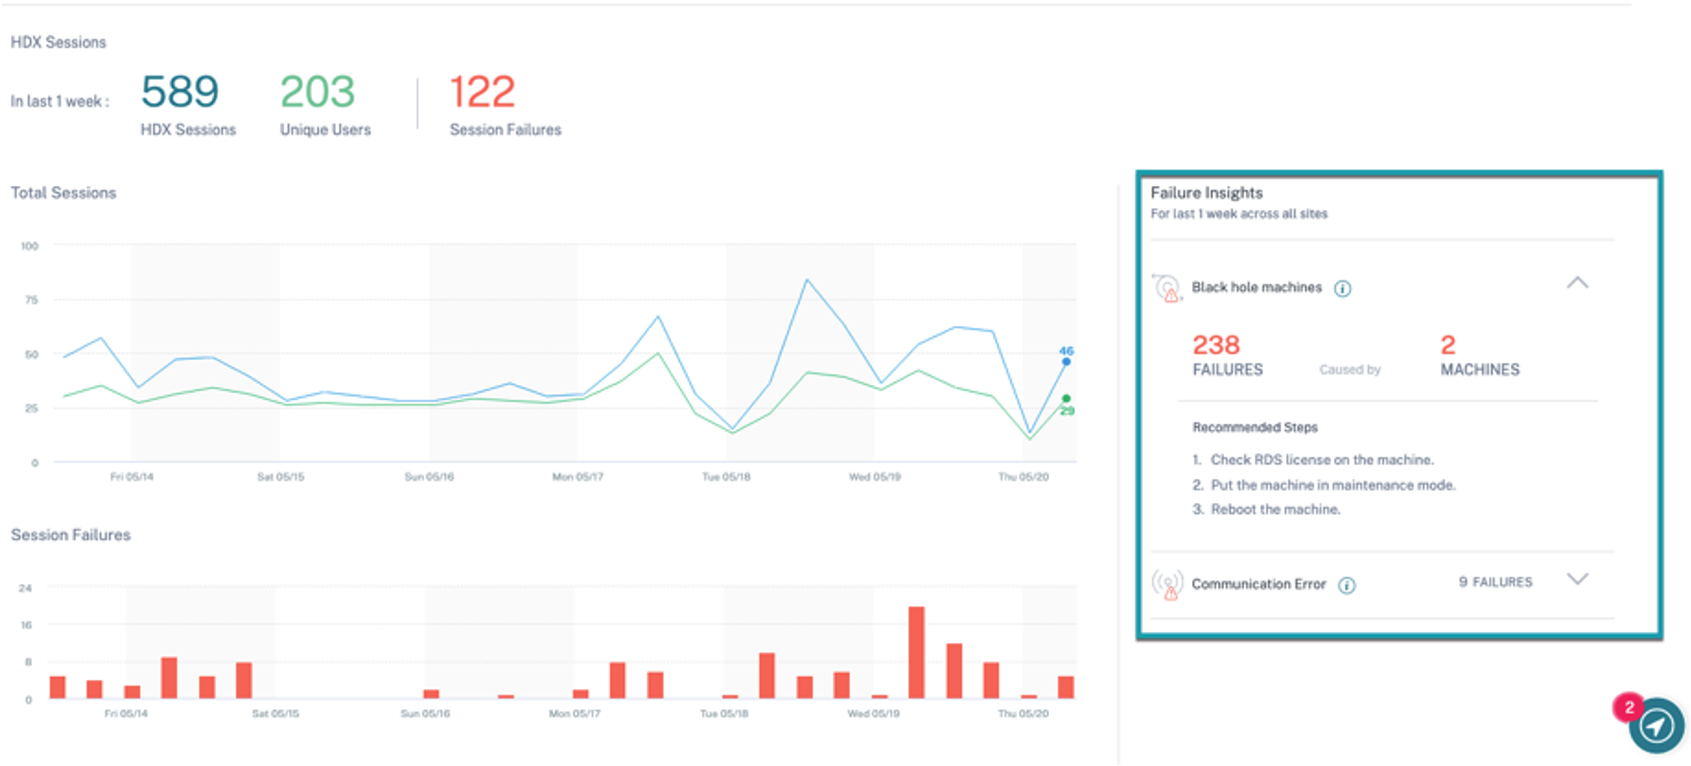 HDX Sessions
In last 1 week :
589
203
122
HDX Sessions
Unique Users
Session Failures
Total Sessions
100
75
50
25
0
46
29
Fri 05/14
Sat 05/15
Sun 05/16
Mon 05/17
Tue 05/18
Wed 05/19
Thu 05/20
Session Failures
24
16
8
0
Fri 05/14
Sat 05/15
Sun 05/16
Mon 05/17
Tue 05/18
Wed 05/19
Thu 05/20
Failure Insights
For last 1 week across all sites
Black hole machines i
238
2
FAILURES
Caused by
MACHINES
Recommended Steps
1. Check RDS license on the machine.
2. Put the machine in maintenance mode.
3. Reboot the machine.
Communication Error i
9 FAILURES
2